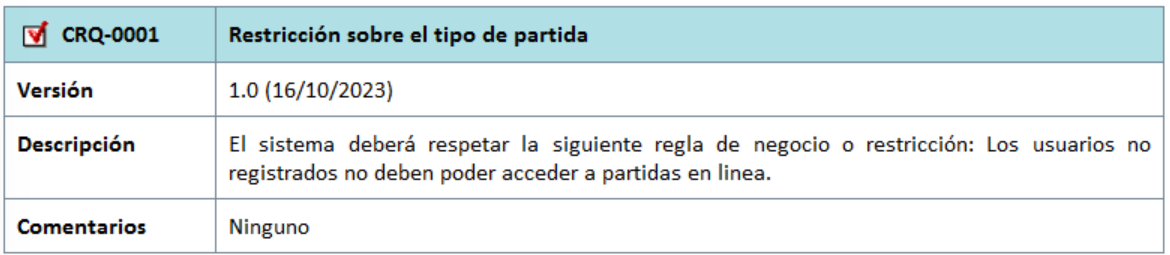 CRQ-0001 Restricción sobre el tipo de partida
Versión 1.0 (16/10/2023)
Descripción El sistema deberá respetar la siguiente regla de negocio o restricción: Los usuarios no
registrados no deben poder acceder a partidas en linea.
Comentarios Ninguno